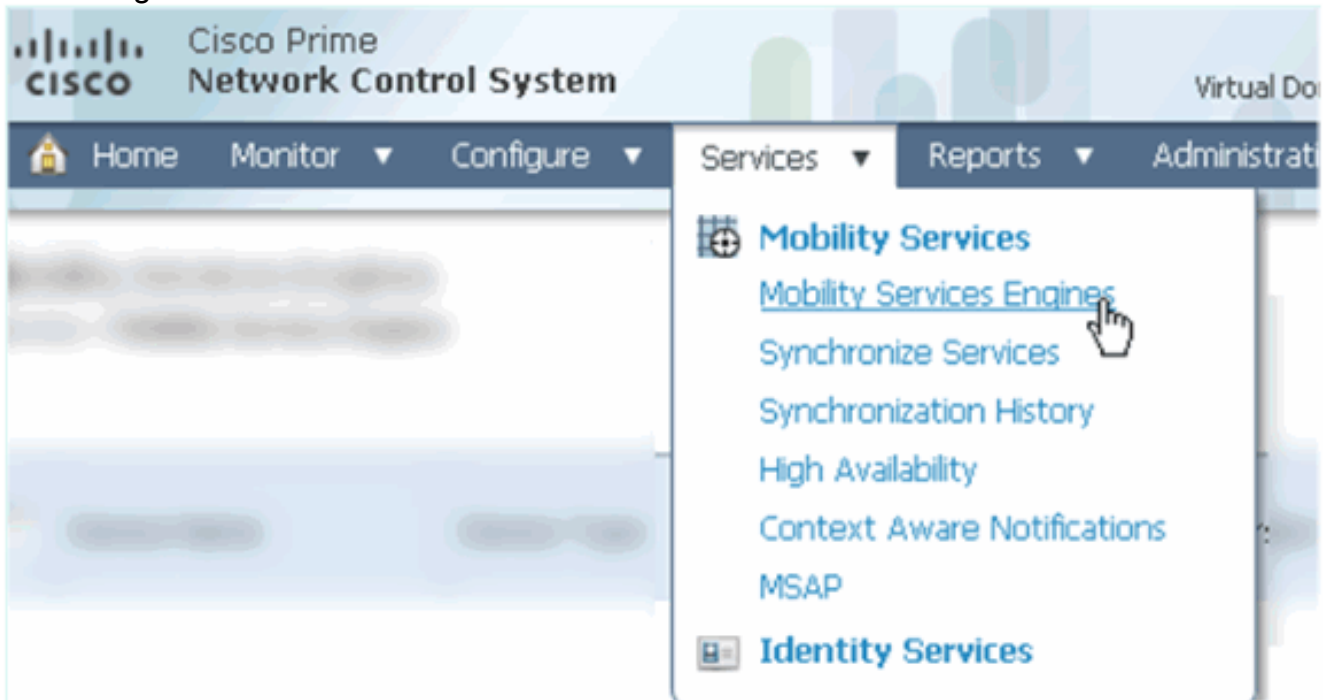 Cisco Prime
CISCO Network Control System
Virtual Do
Home Monitor Configure Services Reports Administrati
Mobility Services
Mobility Services Engines
Synchronize Services
Synchronization History
High Availability
Context Aware Notifications
MSAP
Identity Services